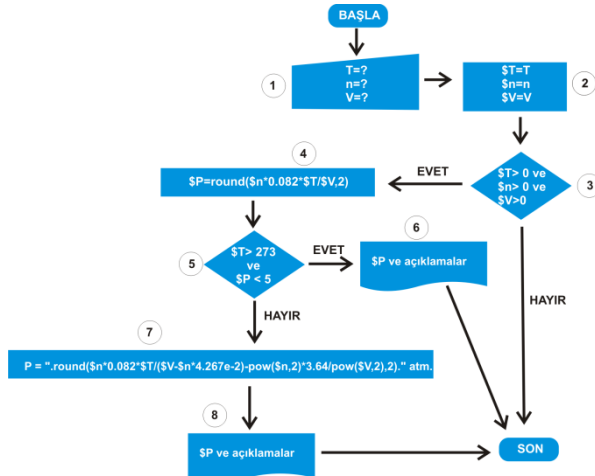 BAŞLA
1
T=?
n=?
V=?
$T=T
$n=n
$V=V
2
4
EVET
$T> 0 ve
$n> 0 ve
$V>0
3
$P=round($n*0.082*$T/$V,2)
5
$T> 273
ve
$P < 5
EVET
6
$P ve açıklamalar
HAYIR
HAYIR
7
P = ".round($n*0.082*$T/($V-$n*4.267e-2)-pow($n,2)*3.64/pow($V,2),2)." atm.
8
$P ve açıklamalar
SON